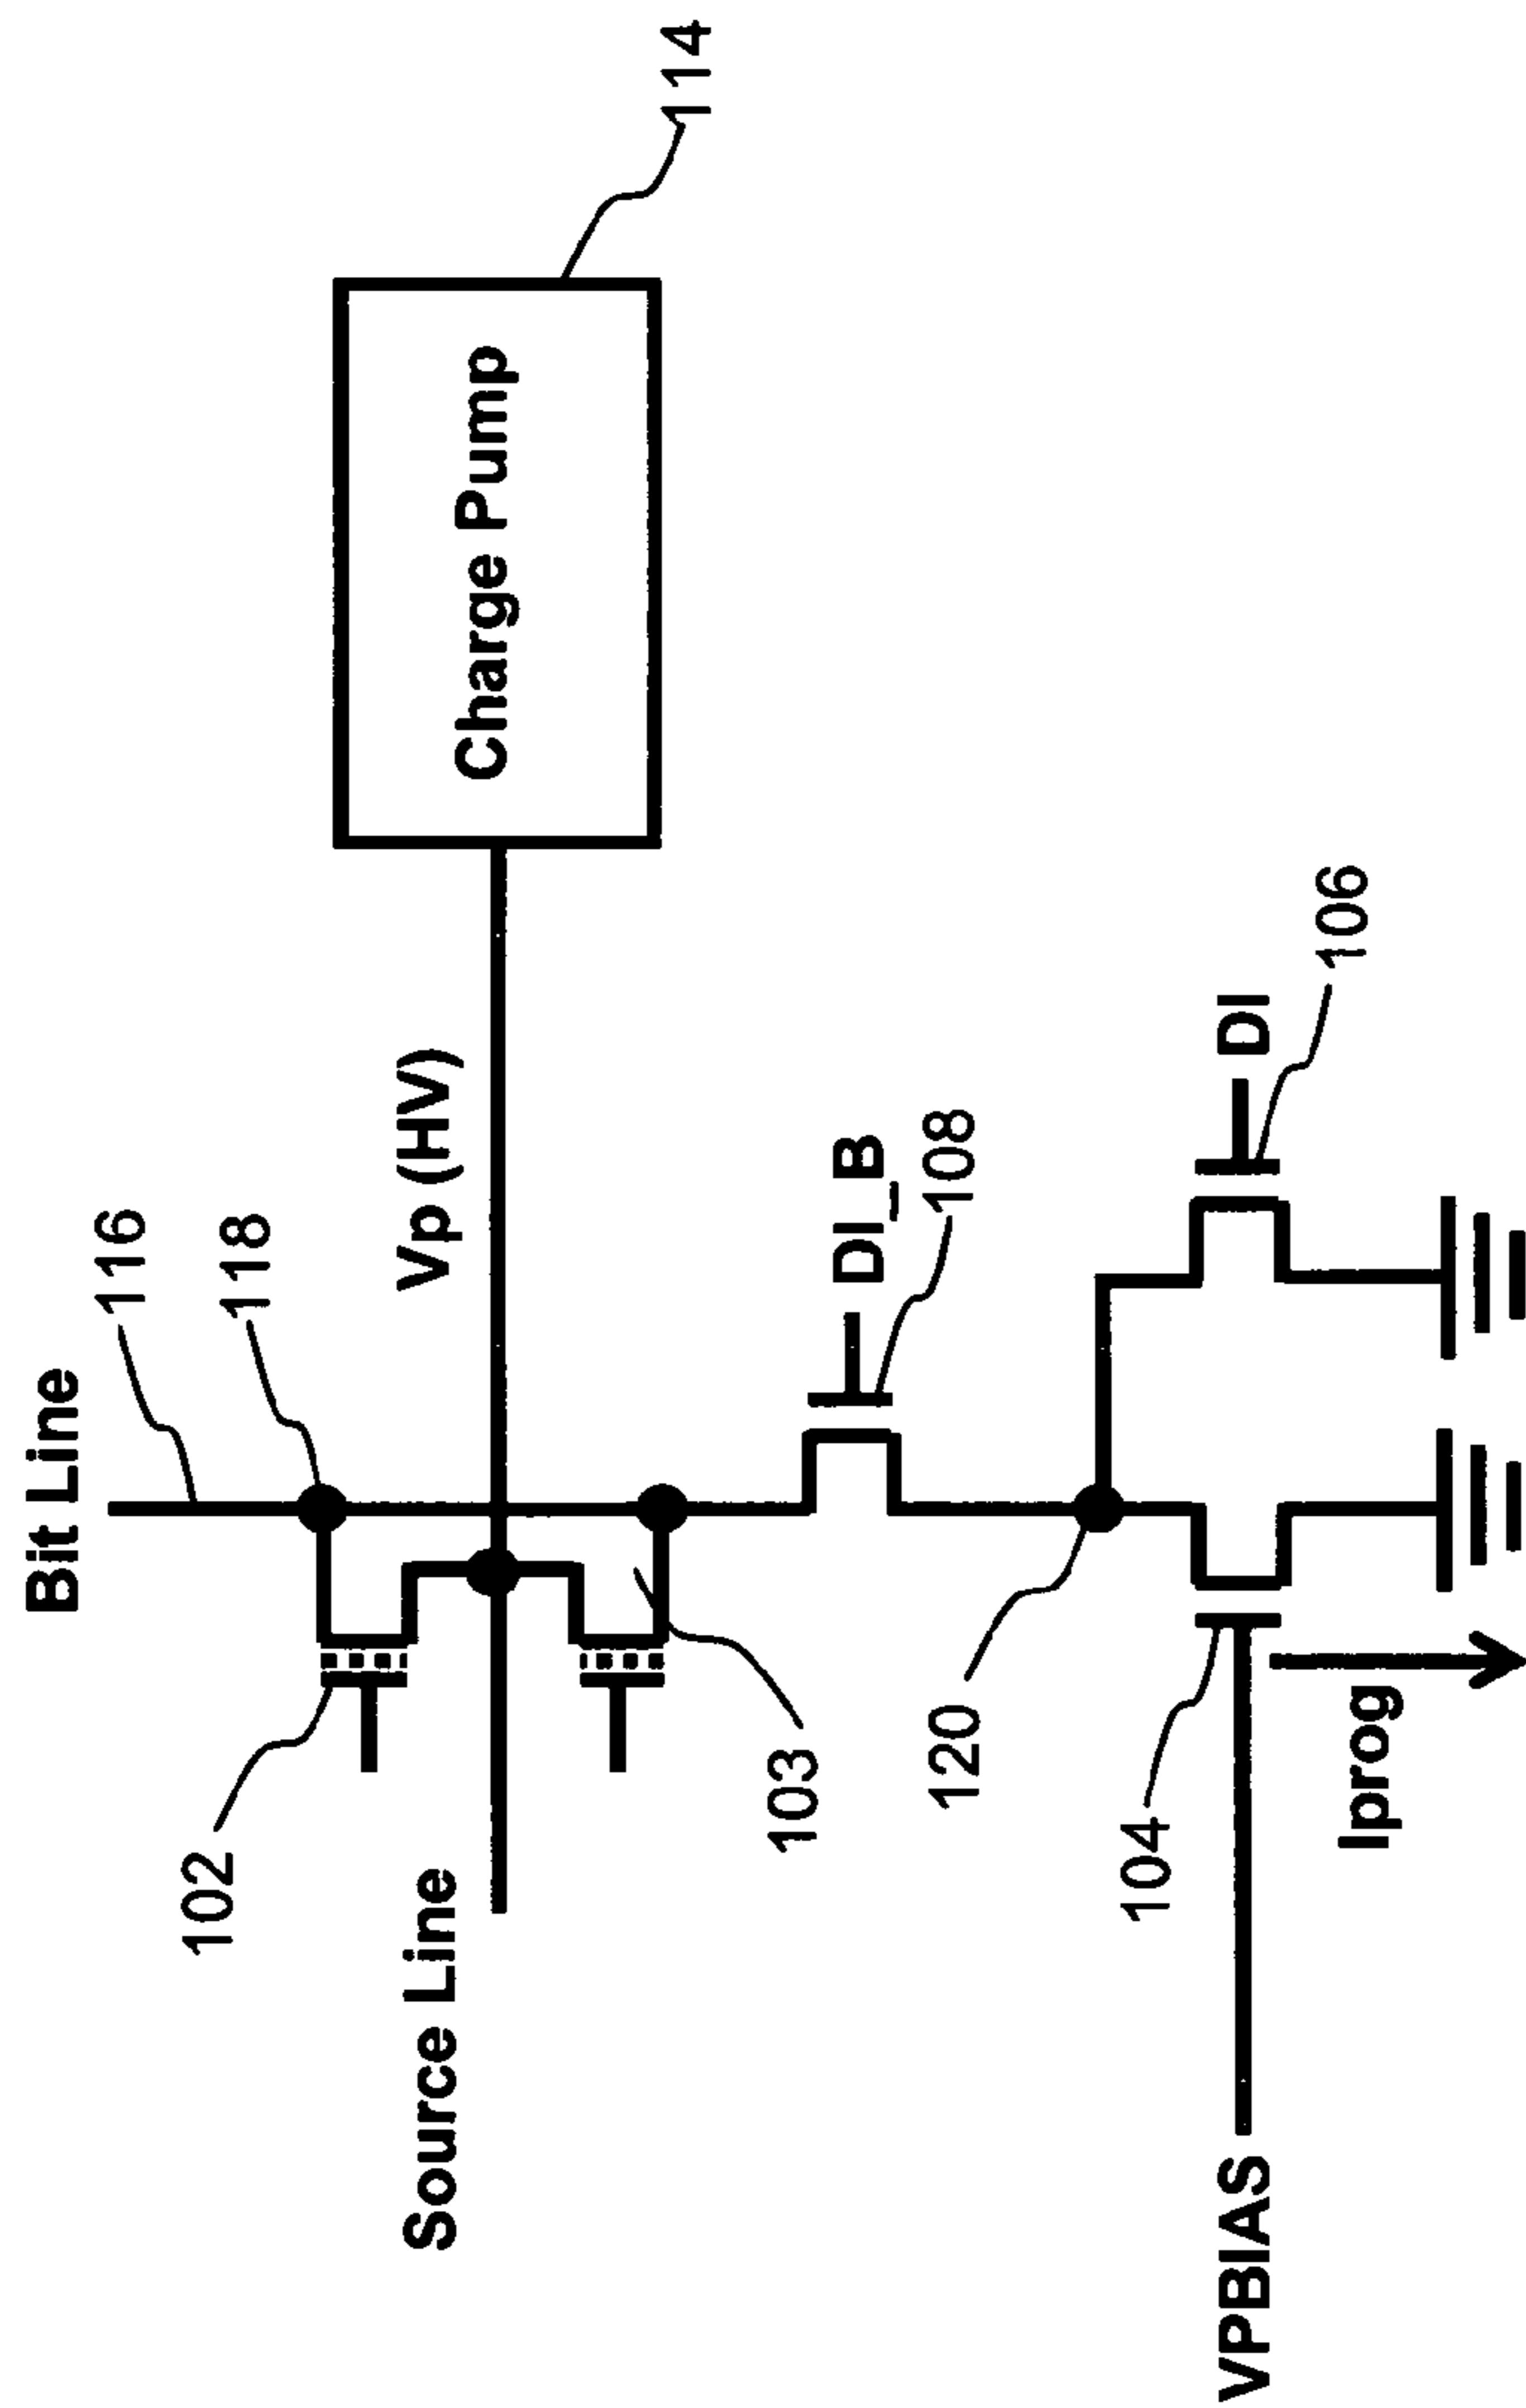 Bit Line
116
118
102
Source Line
Vp (HV)
Charge Pump
114
103
DI_B
108
120
104
VPBIAS
Iprog
DI
106